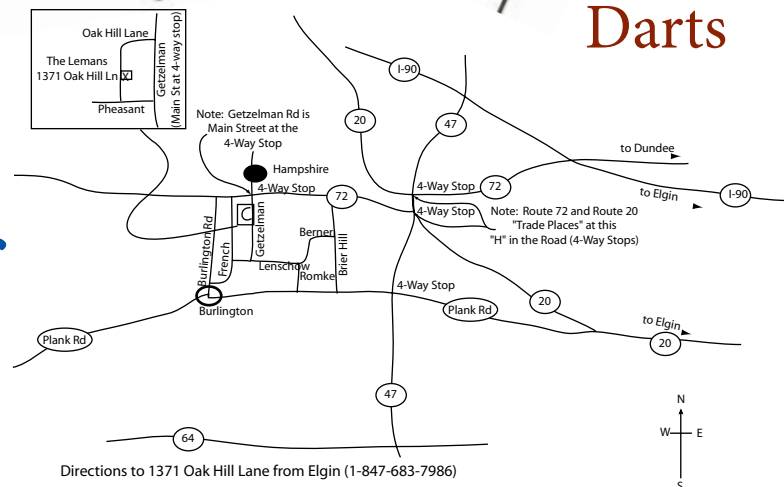 Darts
Oak Hill Lane
The Lemans
1371 Oak Hill Ln
X
Pheasant
Getzelman
(Main St at 4-way stop)
Note: Getzelman Rd is
Main Street at the
4-Way Stop
Hampshire
4-Way Stop
72
I-90
20
47
to Dundee
4-Way Stop
72
to Elgin
I-90
4-Way Stop
Note: Route 72 and Route 20
"Trade Places" at this
"H" in the Road (4-Way Stops)
Burlington Rd
French
Getzelman
Berner
Brier Hill
Lenschow
Romke
4-Way Stop
Burlington
Plank Rd
20
to Elgin
20
Plank Rd
47
64
N
W
E
S
Directions to 1371 Oak Hill Lane from Elgin (1-847-683-7986)